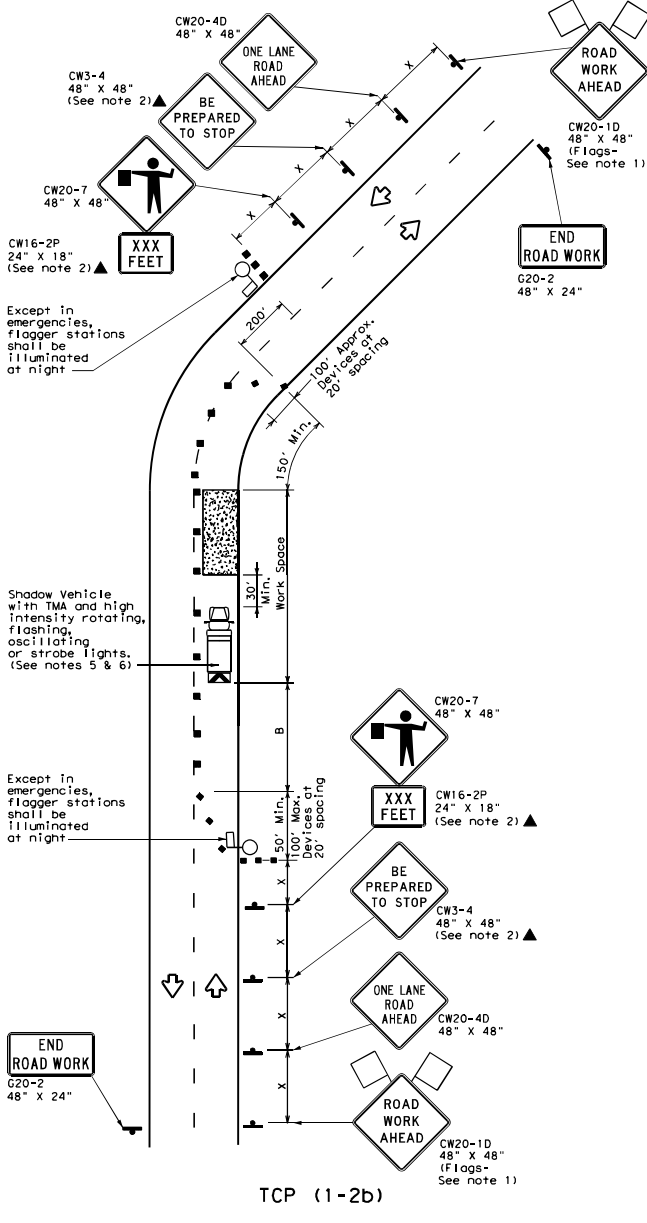 CW20-4D
48" X 48"
ONE LANE
ROAD
AHEAD
CW3-4
48" X 48"
(See note 2)▲
BE
PREPARED
TO STOP
ROAD
WORK
AHEAD
CW20-1D
48" X 48"
(Flags-
See note 1)
CW20-7
48" X 48"
CW16-2P
24" X 18"
(See note 2)▲
XXX
FEET
X
X
X
X
END
ROAD WORK
G20-2
48" X 24"
Except in
emergencies,
flagger stations
shall be
illuminated
at night
200'
100' Approx.
Devices at
20' spacing
150' Min.
Work Space
30'
Min.
Shadow Vehicle
with TMA and high
intensity rotating,
flashing,
oscillating
or strobe lights.
(See notes 5 & 6)
B
CW20-7
48" X 48"
Except in
emergencies,
flagger stations
shall be
illuminated
at night
50' Min.
100' Max.
Devices at
20' spacing
XXX
FEET
CW16-2P
24" X 18"
(See note 2)▲
X
BE
PREPARED
TO STOP
CW3-4
48" X 48"
(See note 2)▲
X
X
ONE LANE
ROAD
AHEAD
CW20-4D
48" X 48"
X
END
ROAD WORK
G20-2
48" X 24"
ROAD
WORK
AHEAD
CW20-1D
48" X 48"
(Flags-
See note 1)
TCP (1-2b)